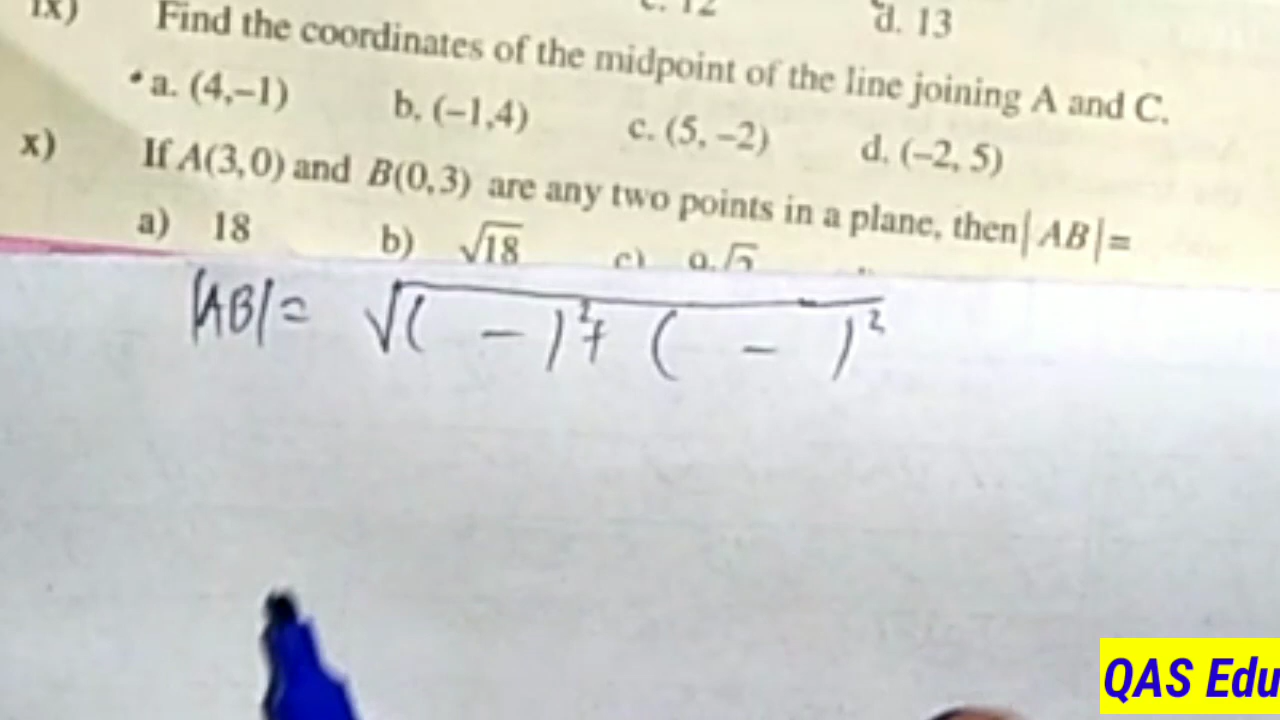 c. 12 d. 13
ix) Find the coordinates of the midpoint of the line joining A and C.
a. (4,–1) b. (–1,4) c. (5, –2) d. (–2, 5)
x) If A(3,0) and B(0,3) are any two points in a plane, then |AB|=
a) 18 b) √18 c)
|AB| = √( – )² + ( – )²
QAS Edu